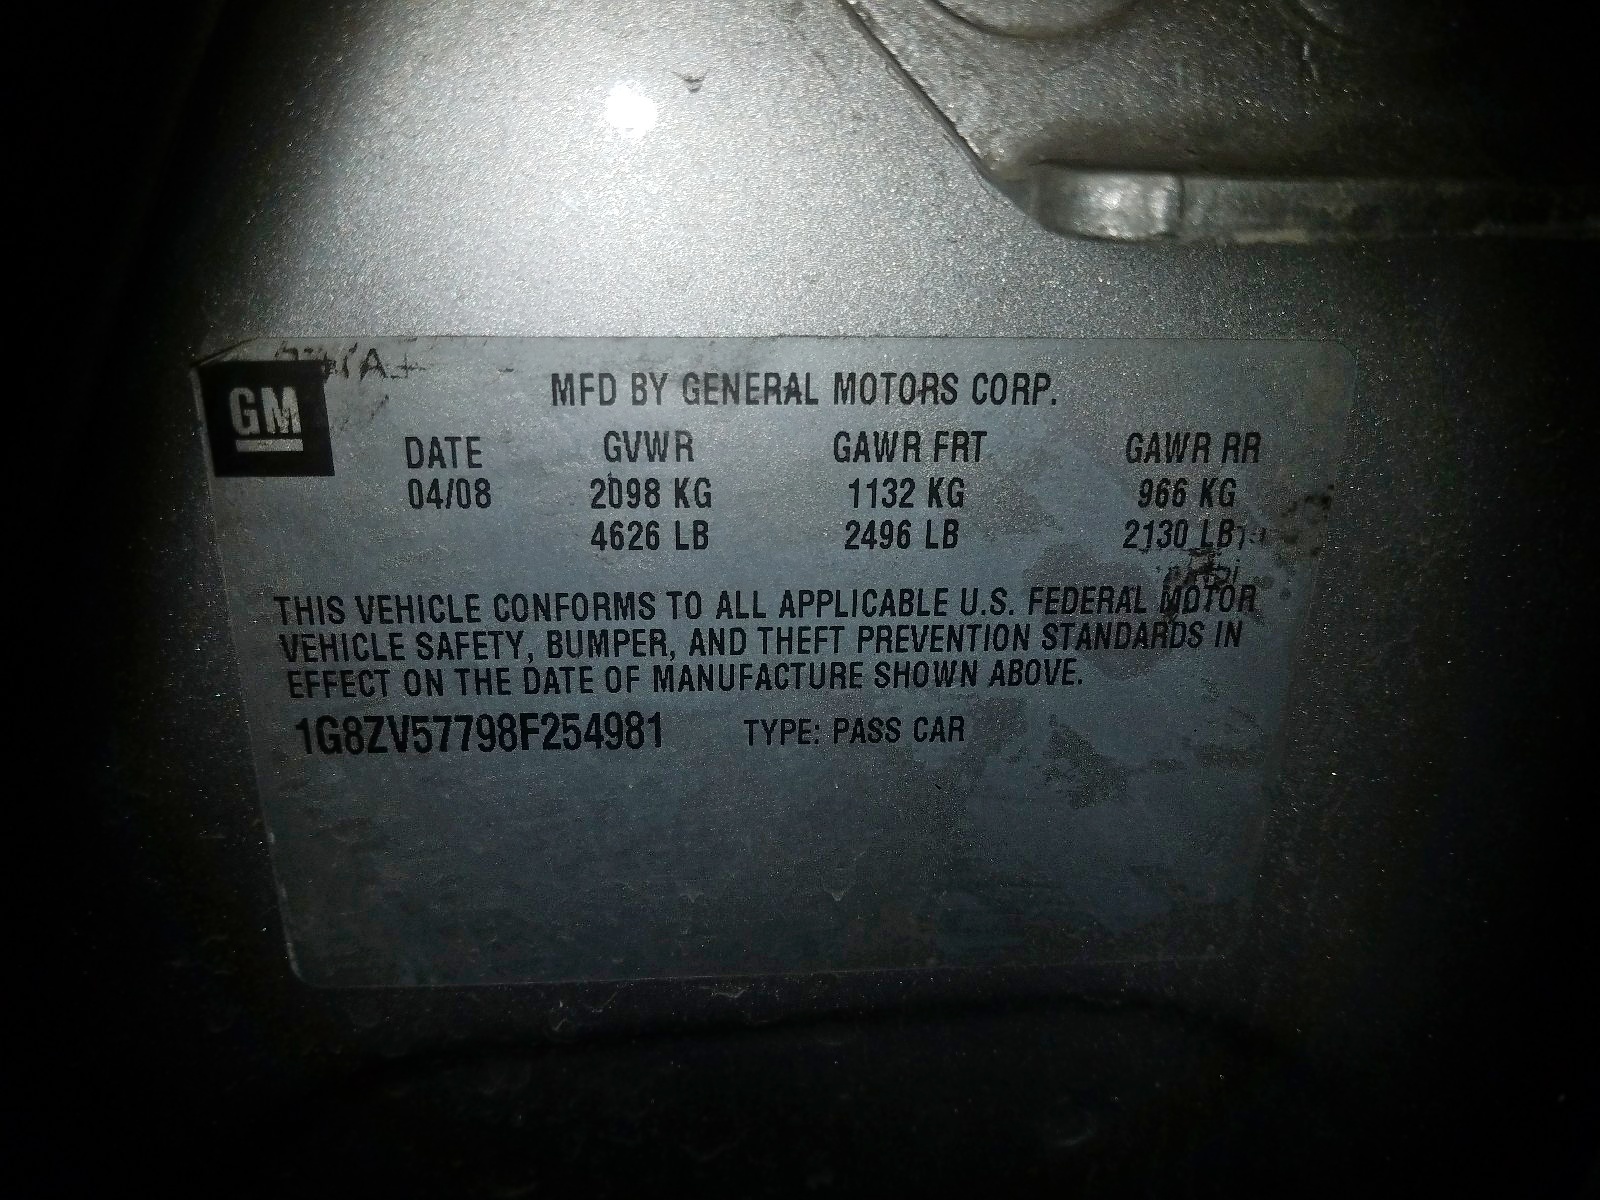 GM
MFD BY GENERAL MOTORS CORP.
DATE GVWR GAWR FRT GAWR RR
04/08 2098 KG 1132 KG 966 KG
4626 LB 2496 LB 2130 LB
THIS VEHICLE CONFORMS TO ALL APPLICABLE U.S. FEDERAL MOTOR
VEHICLE SAFETY, BUMPER, AND THEFT PREVENTION STANDARDS IN
EFFECT ON THE DATE OF MANUFACTURE SHOWN ABOVE.
1G8ZV57798F254981 TYPE: PASS CAR